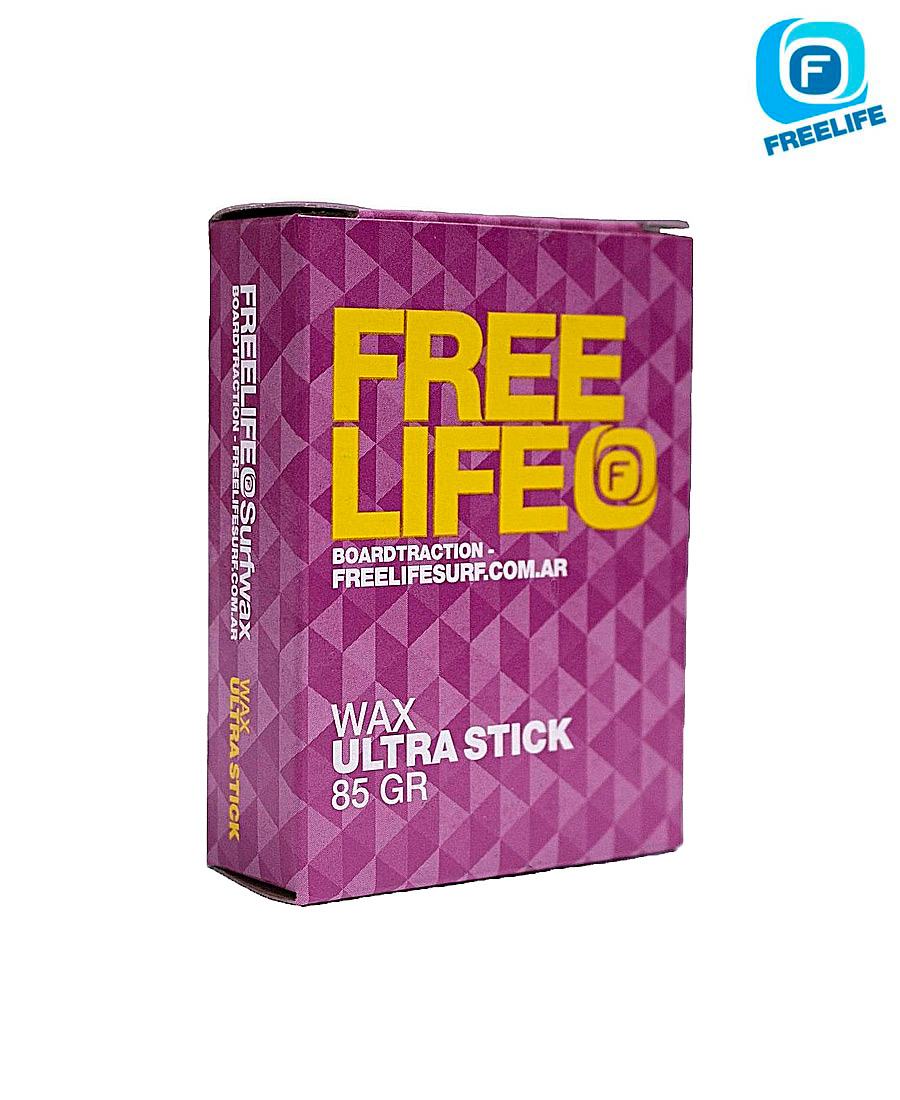 F
FREELIFE
FREE
LIFE F
BOARDTRACTION -
FREELIFESURF.COM.AR
WAX
ULTRA STICK
85 GR
FREELIFE Surfwax
BOARDTRACTION - FREELIFESURF.COM.AR
WAX
ULTRA STICK